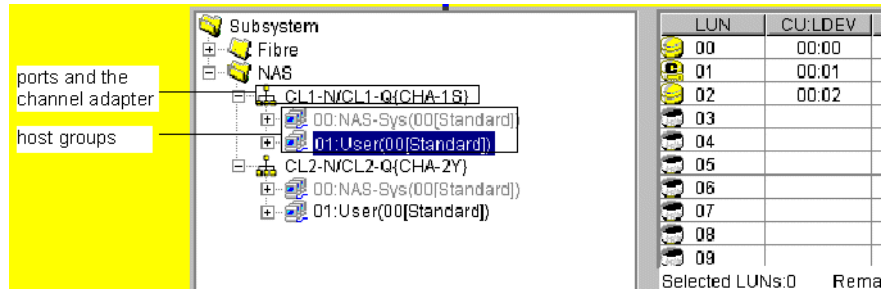 Subsystem
Fibre
NAS
ports and the
channel adapter
CL1-N/CL1-Q{CHA-1S}
00:NAS-Sys(00[Standard])
host groups
01:User(00[Standard])
CL2-N/CL2-Q{CHA-2Y}
00:NAS-Sys(00[Standard])
01:User(00[Standard])
LUN CU:LDEV
00 00:00
01 00:01
02 00:02
03
04
05
06
07
08
09
Selected LUNs:0 Rema